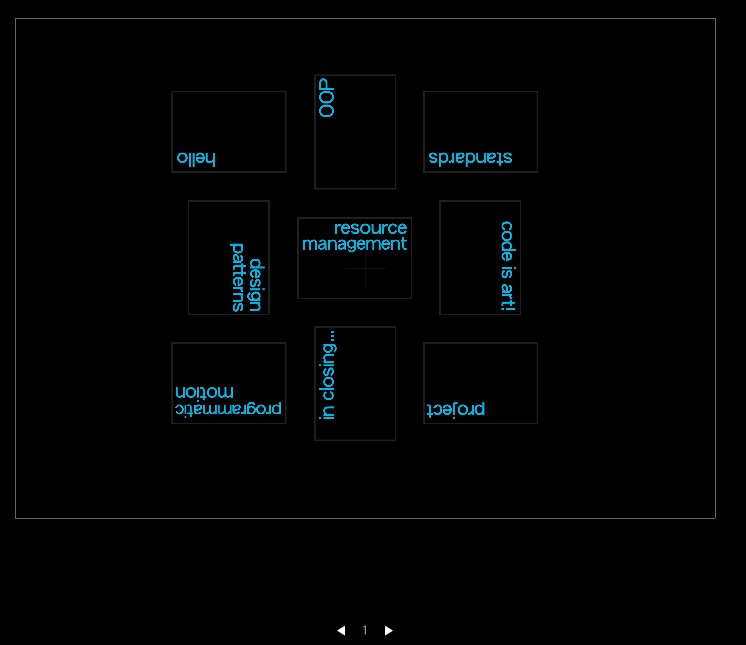 OOP
hello
standards
resource
management
design
patterns
code is art!
in closing...
programmatic
motion
project
1